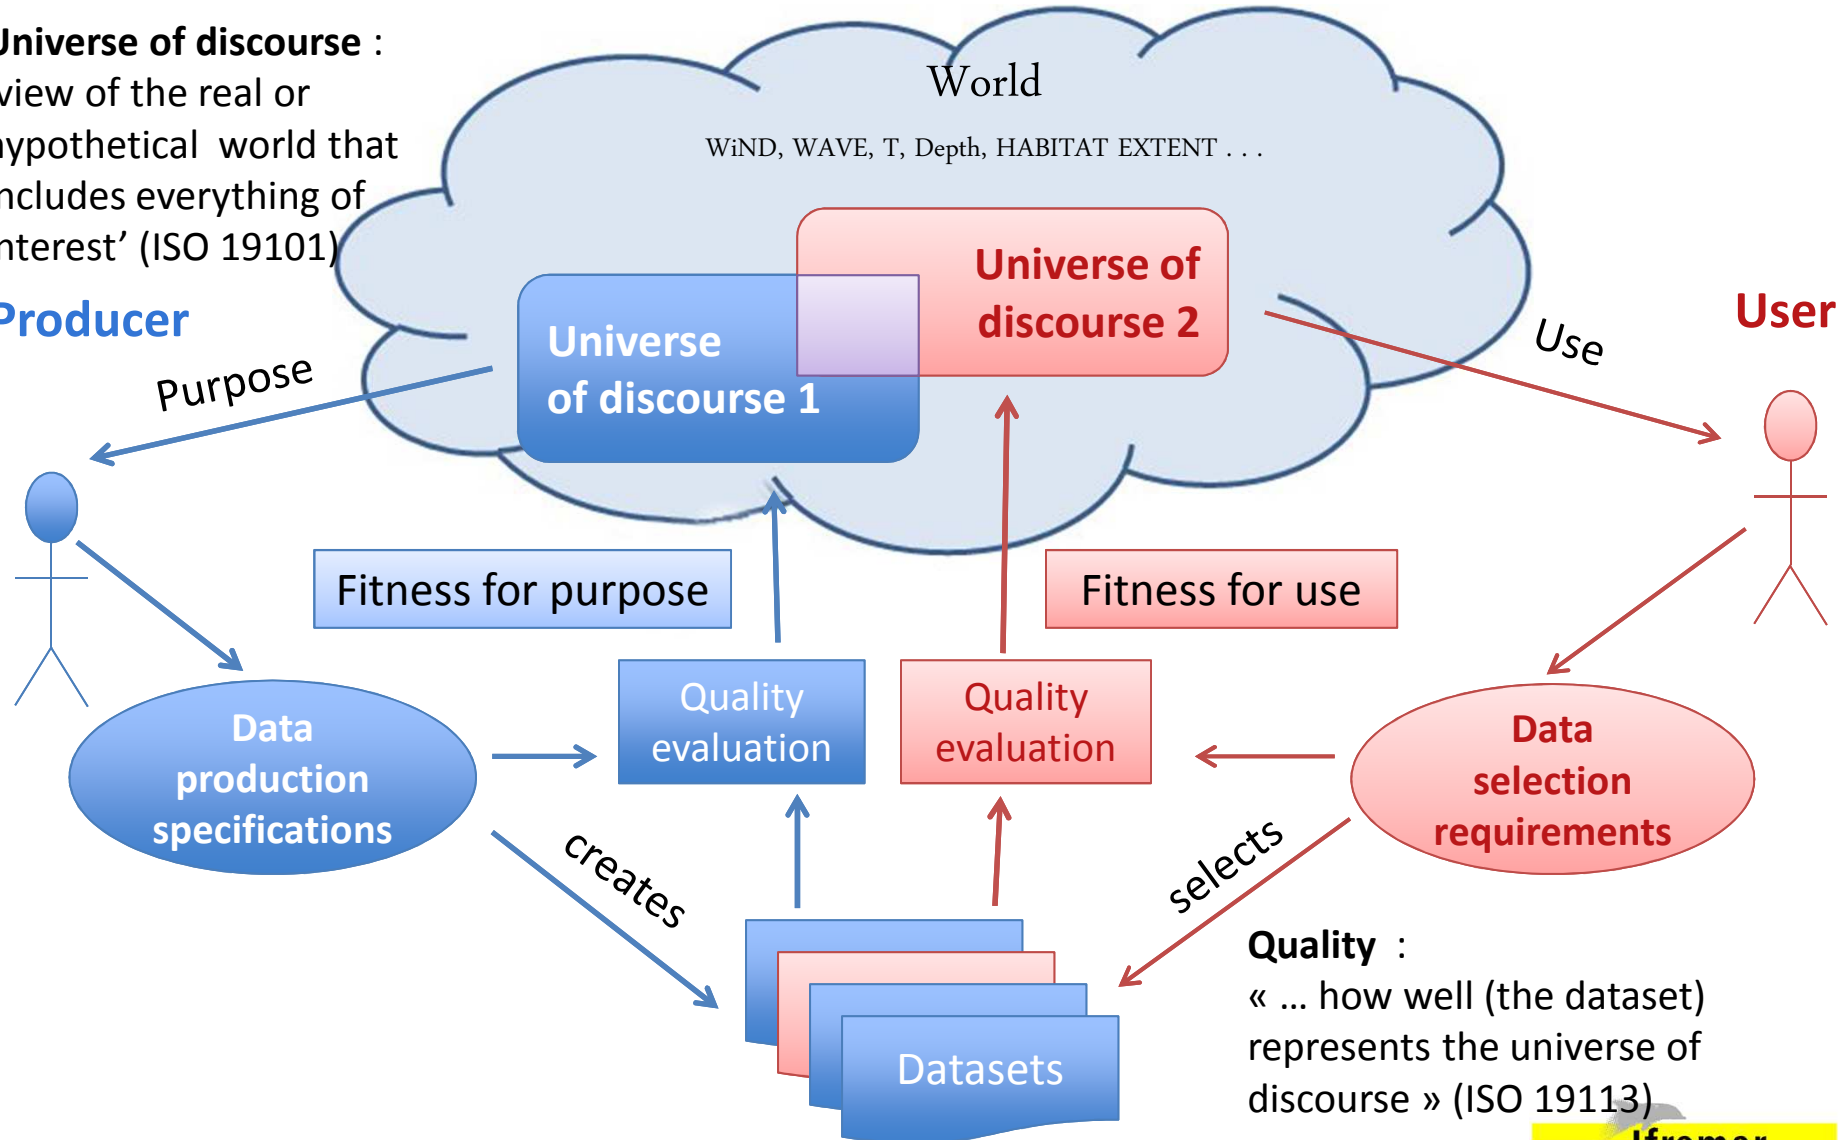 Universe of discourse :
view of the real or
hypothetical world that
includes everything of
interest’ (ISO 19101)
World
WiND, WAVE, T, Depth, HABITAT EXTENT . . .
Universe of
discourse 2
Universe
of discourse 1
Producer
User
Purpose
Use
Fitness for purpose
Fitness for use
Quality
evaluation
Quality
evaluation
Data
production
specifications
Data
selection
requirements
creates
selects
Datasets
Quality :
« ... how well (the dataset)
represents the universe of
discourse » (ISO 19113)
Ifremer